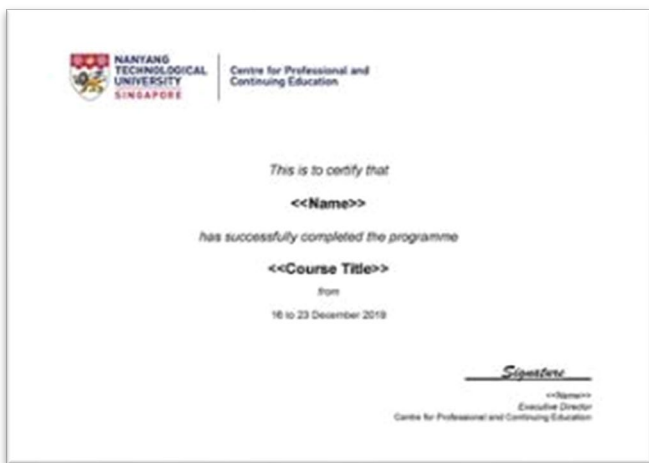 NANYANG
TECHNOLOGICAL
UNIVERSITY
SINGAPORE
Centre for Professional and
Continuing Education
This is to certify that
<<Name>>
has successfully completed the programme
<<Course Title>>
from
16 to 23 December 2019
Signature
<<Name>>
Executive Director
Centre for Professional and Continuing Education